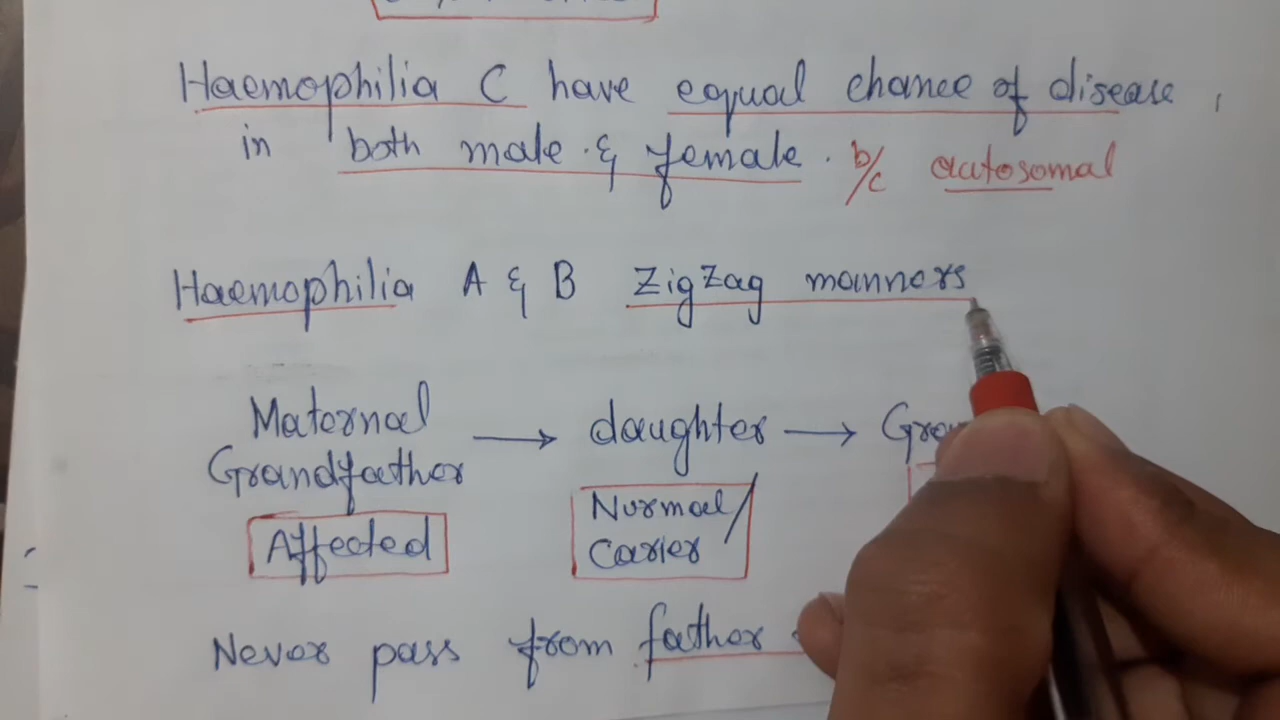 Haemophilia C have equal chance of disease
in both male & female. b/c autosomal
Haemophilia A & B ZigZag manners
Maternal
Grandfather → daughter →
Affected
Normal/
Carier
Never pass from father